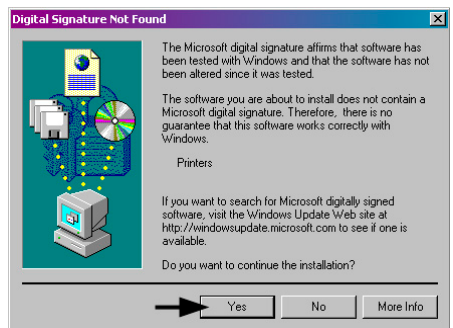 Digital Signature Not Found
The Microsoft digital signature affirms that software has
been tested with Windows and that the software has not
been altered since it was tested.
The software you are about to install does not contain a
Microsoft digital signature. Therefore, there is no
guarantee that this software works correctly with
Windows.
Printers
If you want to search for Microsoft digitally signed
software, visit the Windows Update Web site at
http://windowsupdate.microsoft.com to see if one is
available.
Do you want to continue the installation?
Yes No More Info